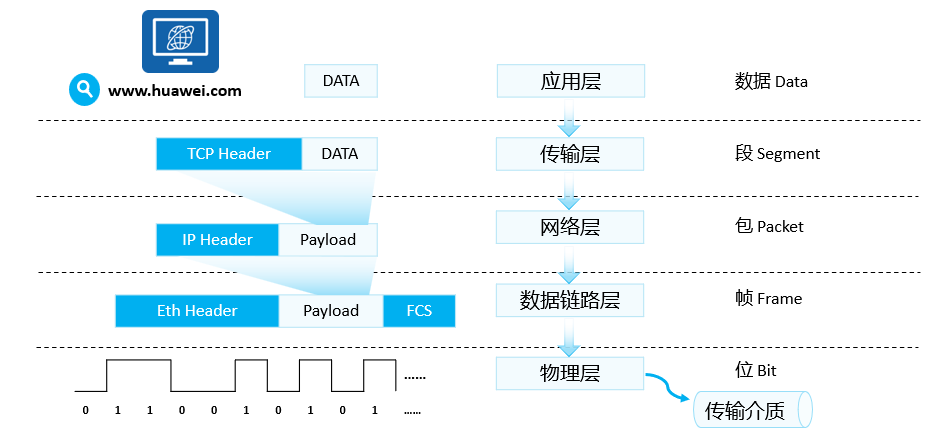 www.huawei.com
DATA
应用层
数据 Data
TCP Header
DATA
传输层
段 Segment
IP Header
Payload
网络层
包 Packet
Eth Header
Payload
FCS
数据链路层
帧 Frame
......
物理层
位 Bit
0 1 1 0 0 1 0 1 0 1 ......
传输介质